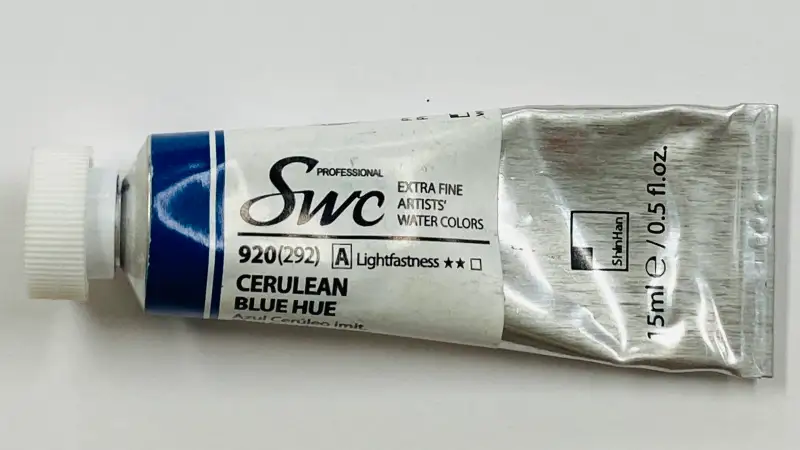 PROFESSIONAL
Swc
EXTRA FINE
ARTISTS'
WATER COLORS
920(292) A Lightfastness ★★□
CERULEAN
BLUE HUE
Azul Cerúleo imit.
ShinHan
15ml ℮ / 0.5 fl.oz.